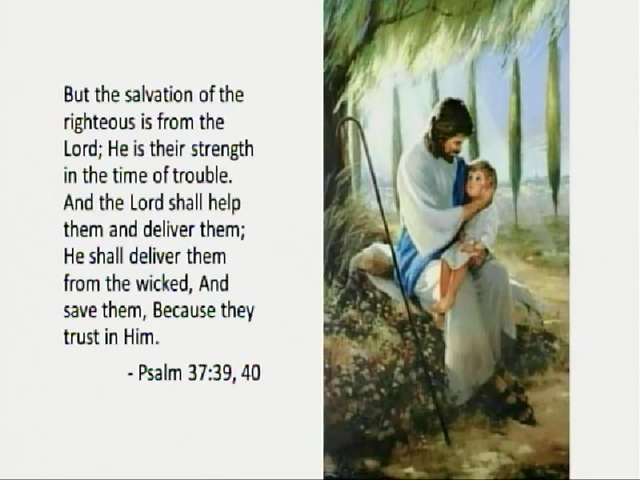 But the salvation of the
righteous is from the
Lord; He is their strength
in the time of trouble.
And the Lord shall help
them and deliver them;
He shall deliver them
from the wicked, And
save them, Because they
trust in Him.
- Psalm 37:39, 40